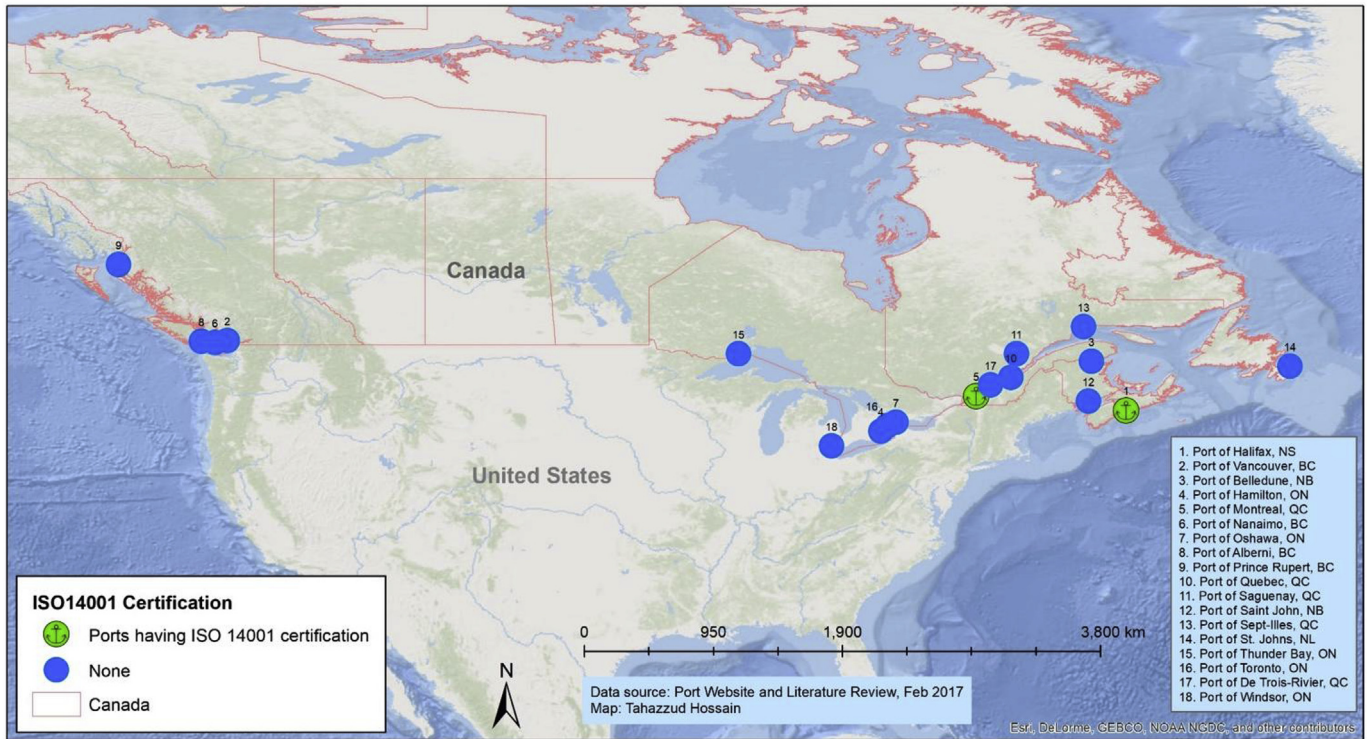 9
Canada
8 6 2
15
13
11
3
14
10
17
5
12
1
16 7
4
18
United States
1. Port of Halifax, NS
2. Port of Vancouver, BC
3. Port of Belledune, NB
4. Port of Hamilton, ON
5. Port of Montreal, QC
6. Port of Nanaimo, BC
7. Port of Oshawa, ON
8. Port of Alberni, BC
9. Port of Prince Rupert, BC
10. Port of Quebec, QC
11. Port of Saguenay, QC
12. Port of Saint John, NB
13. Port of Sept-Illes, QC
14. Port of St. Johns, NL
15. Port of Thunder Bay, ON
16. Port of Toronto, ON
17. Port of De Trois-Rivier, QC
18. Port of Windsor, ON
ISO14001 Certification
Ports having ISO 14001 certification
None
Canada
N
0 950 1,900 3,800 km
Data source: Port Website and Literature Review, Feb 2017
Map: Tahazzud Hossain
Esri, DeLorme, GEBCO, NOAA NGDC, and other contributors